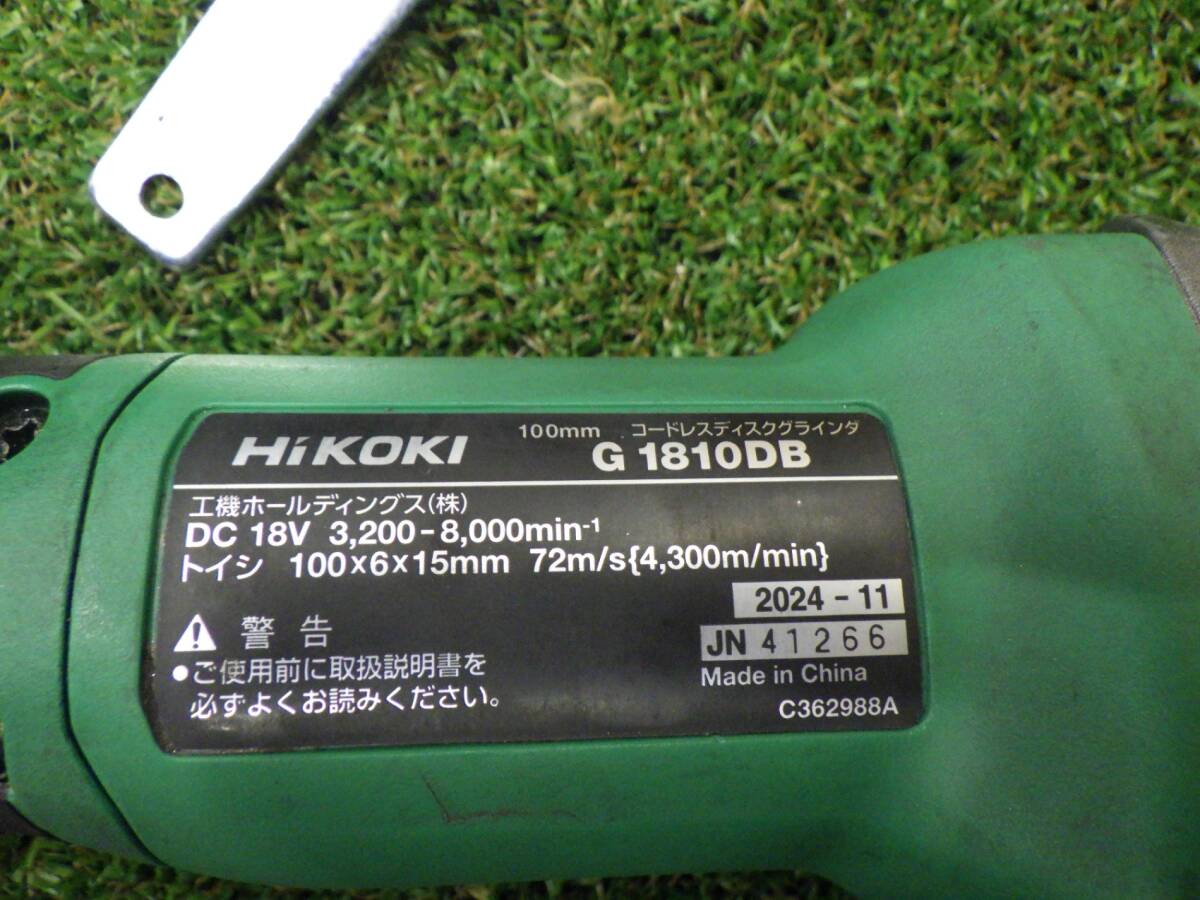 HiKOKI
100mm コードレスディスクグラインダ
G 1810DB
工機ホールディングス(株)
DC 18V 3,200-8,000min-1
トイシ 100×6×15mm 72m/s{4,300m/min}
2024-11
JN 41266
Made in China
C362988A
警告
●ご使用前に取扱説明書を
必ずよくお読みください。